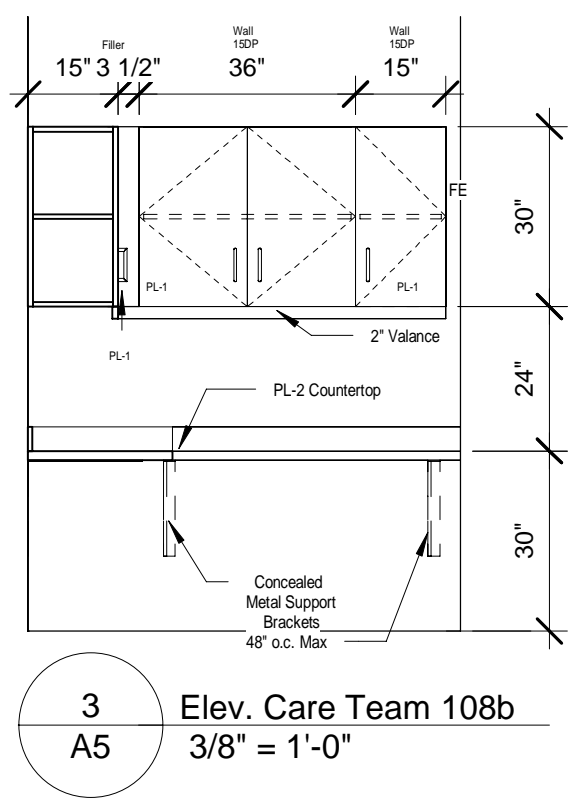 Wall
15DP
Wall
15DP
Filler
15" 3 1/2" 36" 15"
FE
30"
PL-1
PL-1
2" Valance
PL-1
24"
PL-2 Countertop
30"
Concealed
Metal Support
Brackets
48" o.c. Max
3
A5
Elev. Care Team 108b
3/8" = 1'-0"